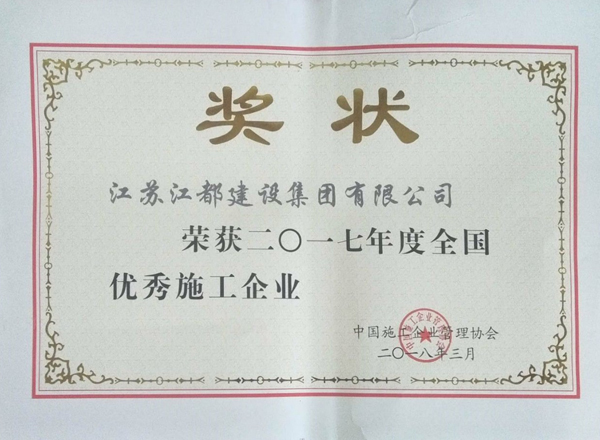 奖状
江苏江都建设集团有限公司
荣获二〇一七年度全国
优秀施工企业
中国施工企业管理协会
二〇一八年三月